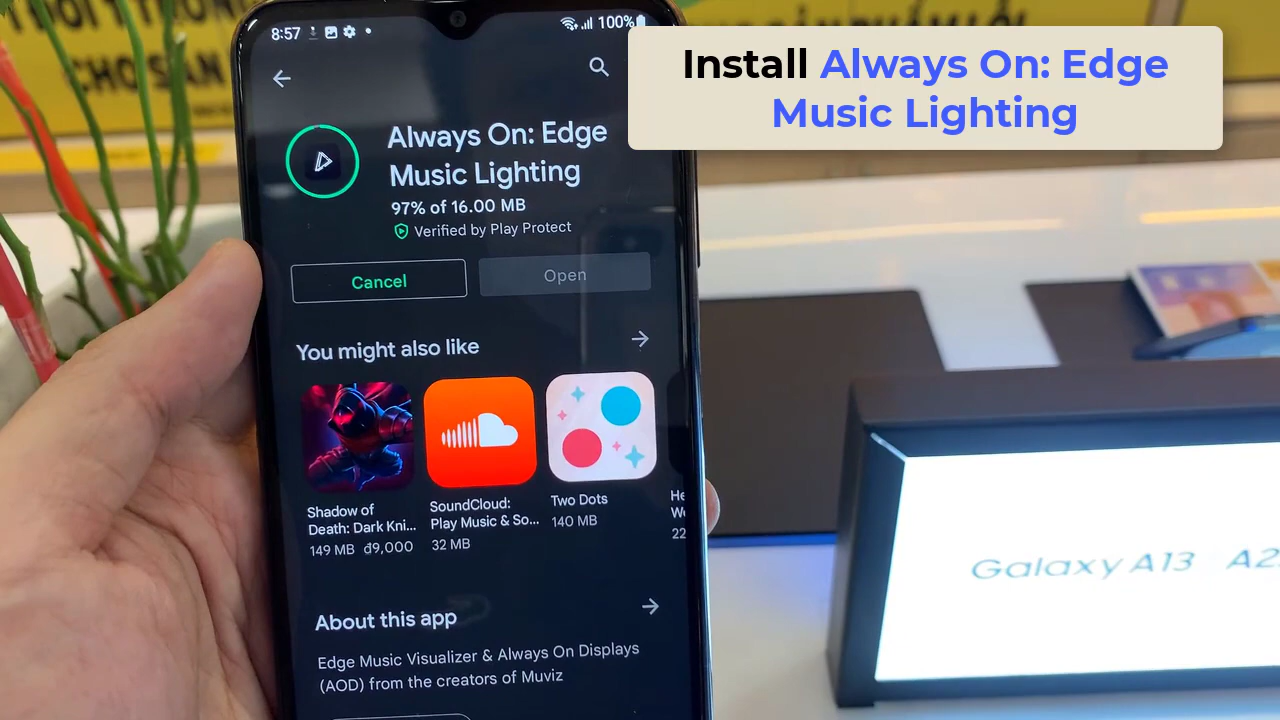 8:57
100%
Install Always On: Edge
Music Lighting
Always On: Edge
Music Lighting
97% of 16.00 MB
Verified by Play Protect
Cancel
Open
You might also like
Shadow of
Death: Dark Kni...
149 MB đ9,000
SoundCloud:
Play Music & So...
32 MB
Two Dots
140 MB
He
We
22
About this app
Edge Music Visualizer & Always On Displays
(AOD) from the creators of Muviz
Galaxy A13